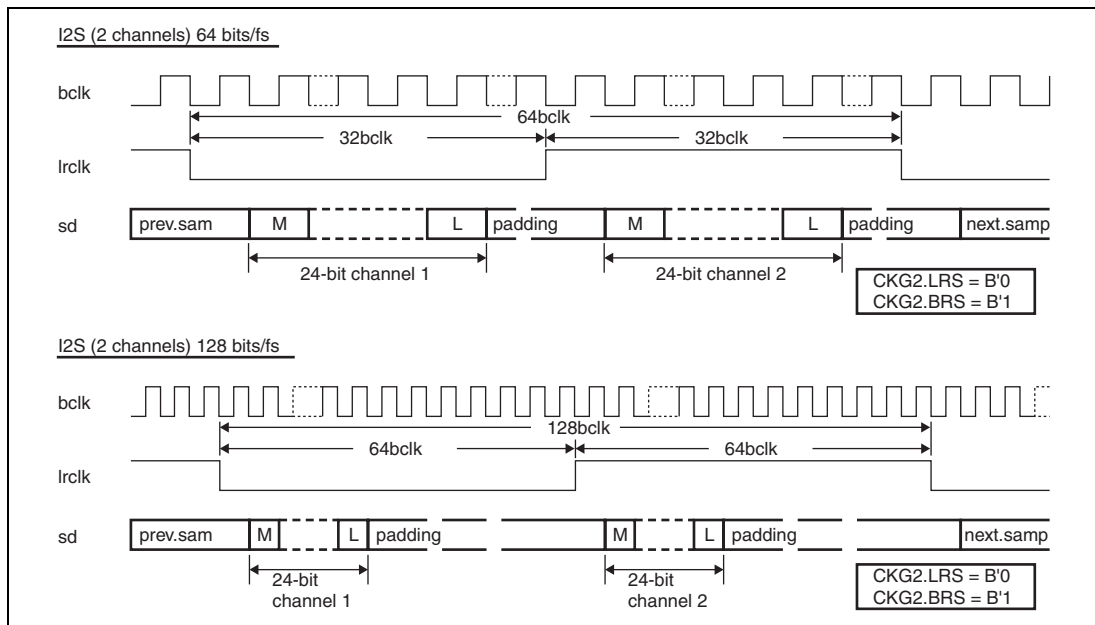 I2S (2 channels) 64 bits/fs
bclk
64bclk
32bclk 32bclk
lrclk
sd prev.sam M L padding M L padding next.samp
24-bit channel 1 24-bit channel 2
CKG2.LRS = B'0
CKG2.BRS = B'1
I2S (2 channels) 128 bits/fs
bclk
128bclk
64bclk 64bclk
lrclk
sd prev.sam M L padding M L padding next.samp
24-bit
channel 1
24-bit
channel 2
CKG2.LRS = B'0
CKG2.BRS = B'1